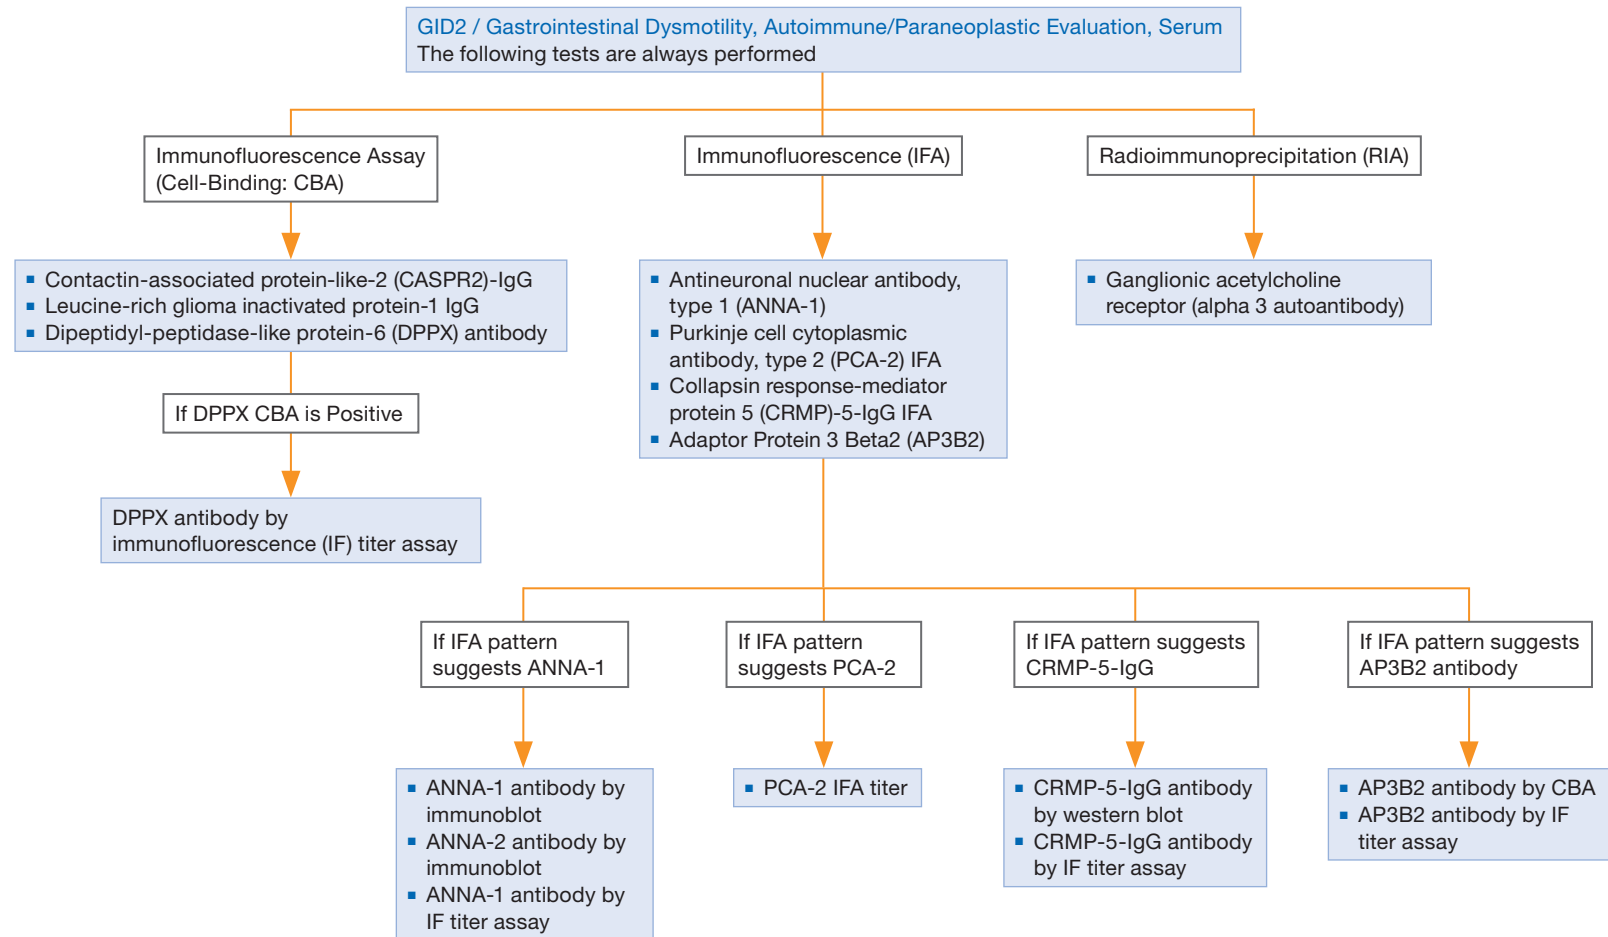 GID2 / Gastrointestinal Dysmotility, Autoimmune/Paraneoplastic Evaluation, Serum
The following tests are always performed
Immunofluorescence Assay
(Cell-Binding: CBA)
Immunofluorescence (IFA)
Radioimmunoprecipitation (RIA)
▪ Contactin-associated protein-like-2 (CASPR2)-IgG
▪ Leucine-rich glioma inactivated protein-1 IgG
▪ Dipeptidyl-peptidase-like protein-6 (DPPX) antibody
▪ Antineuronal nuclear antibody,
type 1 (ANNA-1)
▪ Purkinje cell cytoplasmic
antibody, type 2 (PCA-2) IFA
▪ Collapsin response-mediator
protein 5 (CRMP)-5-IgG IFA
▪ Adaptor Protein 3 Beta2 (AP3B2)
▪ Ganglionic acetylcholine
receptor (alpha 3 autoantibody)
If DPPX CBA is Positive
DPPX antibody by
immunofluorescence (IF) titer assay
If IFA pattern
suggests ANNA-1
If IFA pattern
suggests PCA-2
If IFA pattern suggests
CRMP-5-IgG
If IFA pattern suggests
AP3B2 antibody
▪ ANNA-1 antibody by
immunoblot
▪ ANNA-2 antibody by
immunoblot
▪ ANNA-1 antibody by
IF titer assay
▪ PCA-2 IFA titer
▪ CRMP-5-IgG antibody
by western blot
▪ CRMP-5-IgG antibody
by IF titer assay
▪ AP3B2 antibody by CBA
▪ AP3B2 antibody by IF
titer assay